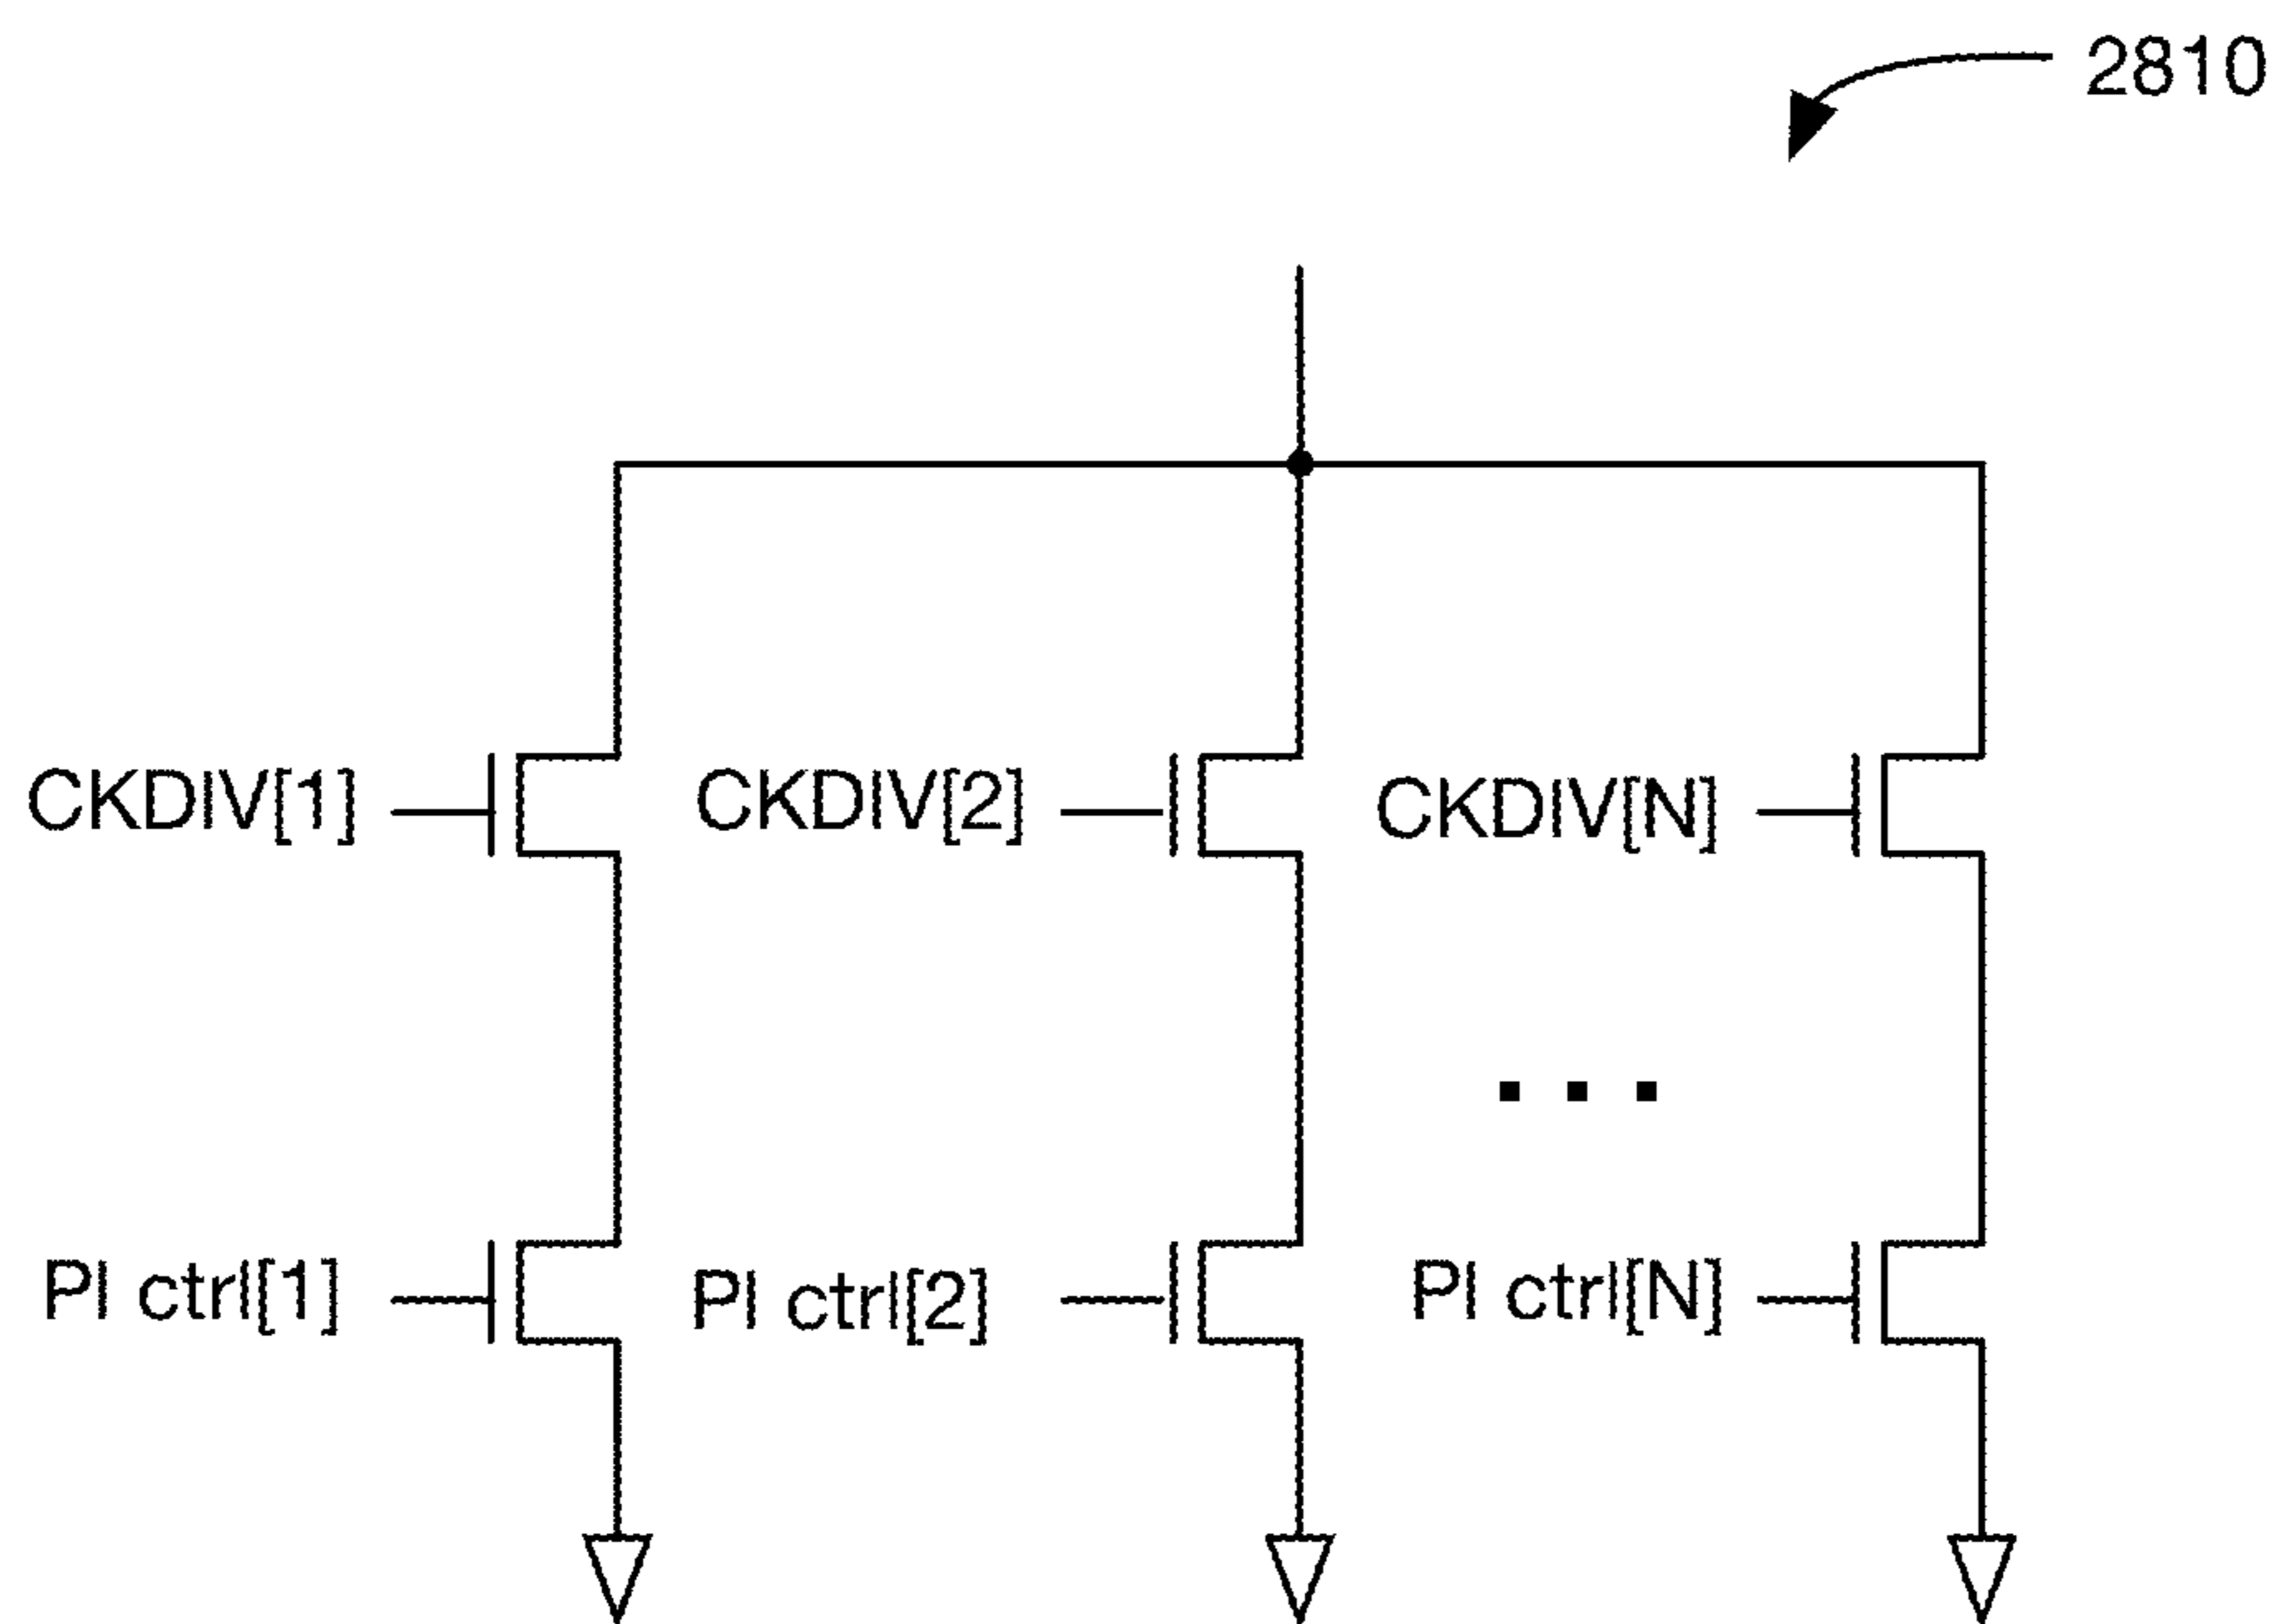 2810
CKDIV[1] CKDIV[2] CKDIV[N]
PI ctrl[1] PI ctrl[2] PI ctrl[N]